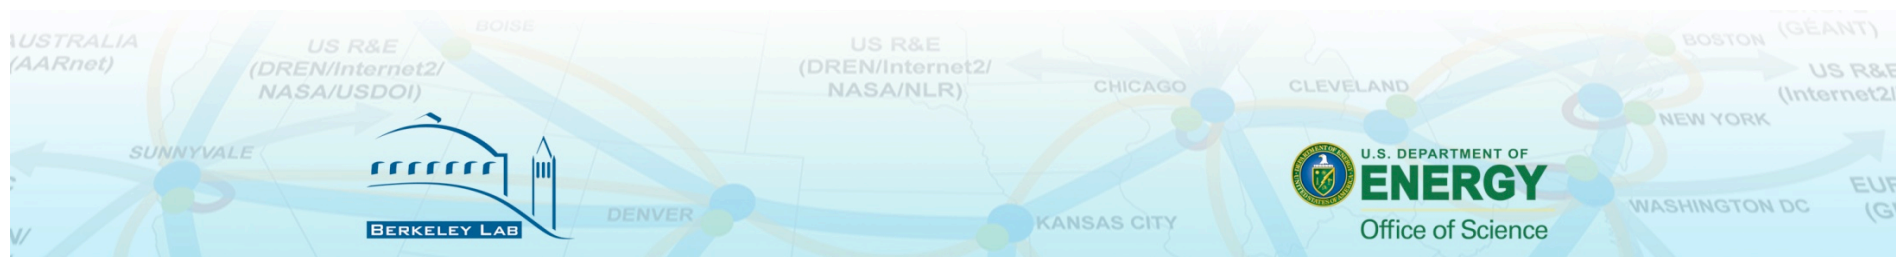 BOISE
AUSTRALIA
(AARnet)
US R&E
(DREN/Internet2/
NASA/USDOI)
US R&E
(DREN/Internet2/
NASA/NLR)
CHICAGO
CLEVELAND
BOSTON
(GÉANT)
US R&E
(Internet2/
NEW YORK
SUNNYVALE
DENVER
KANSAS CITY
WASHINGTON DC
BERKELEY LAB
U.S. DEPARTMENT OF
ENERGY
Office of Science